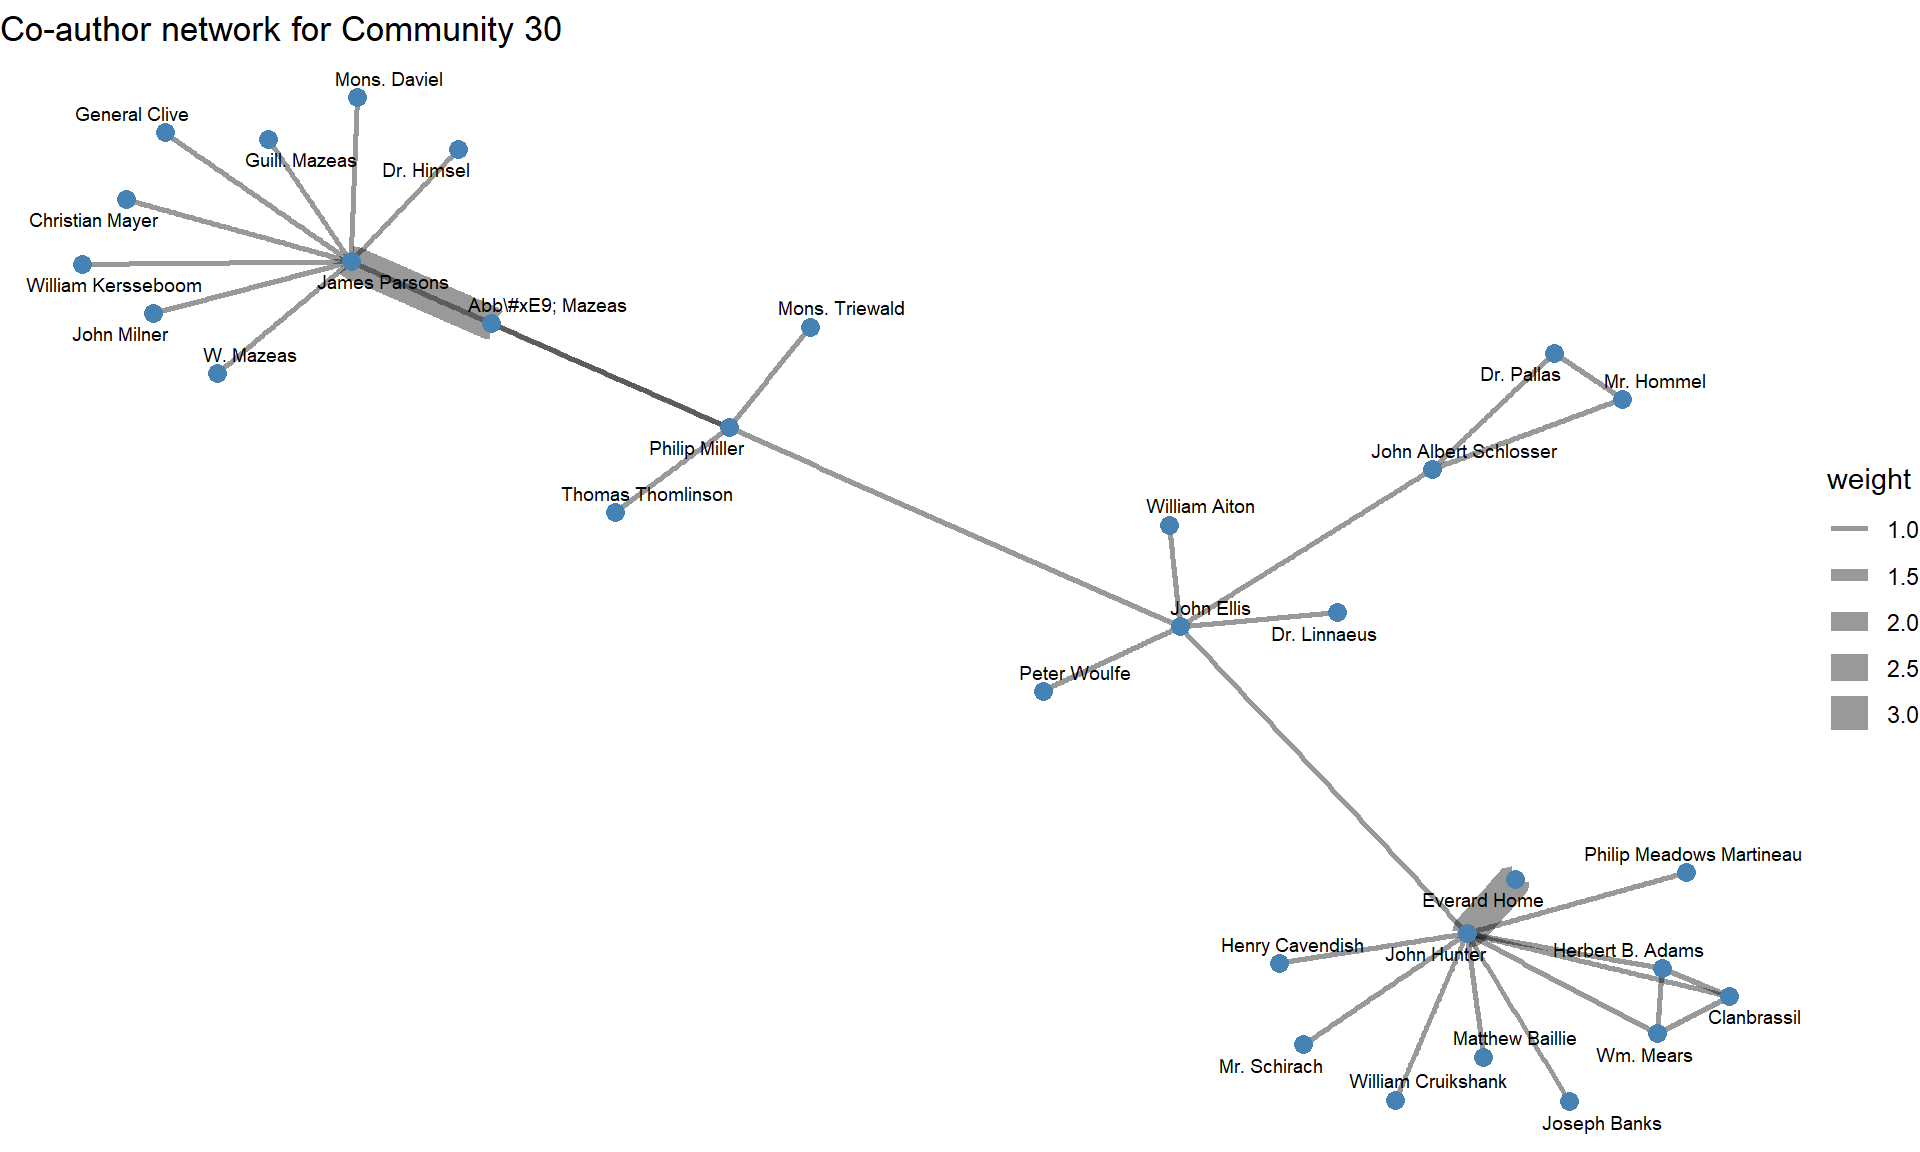 Co-author network for Community 30
Mons. Daviel
General Clive
Guill. Mazeas
Dr. Himsel
Christian Mayer
William Kersseboom
James Parsons
Abb\#xE9; Mazeas
John Milner
W. Mazeas
Mons. Triewald
Philip Miller
Thomas Thomlinson
Dr. Pallas
Mr. Hommel
John Albert Schlosser
William Aiton
John Ellis
Dr. Linnaeus
Peter Woulfe
weight
1.0
1.5
2.0
2.5
3.0
Philip Meadows Martineau
Everard Home
Henry Cavendish
John Hunter
Herbert B. Adams
Clanbrassil
Matthew Baillie
Wm. Mears
Mr. Schirach
William Cruikshank
Joseph Banks